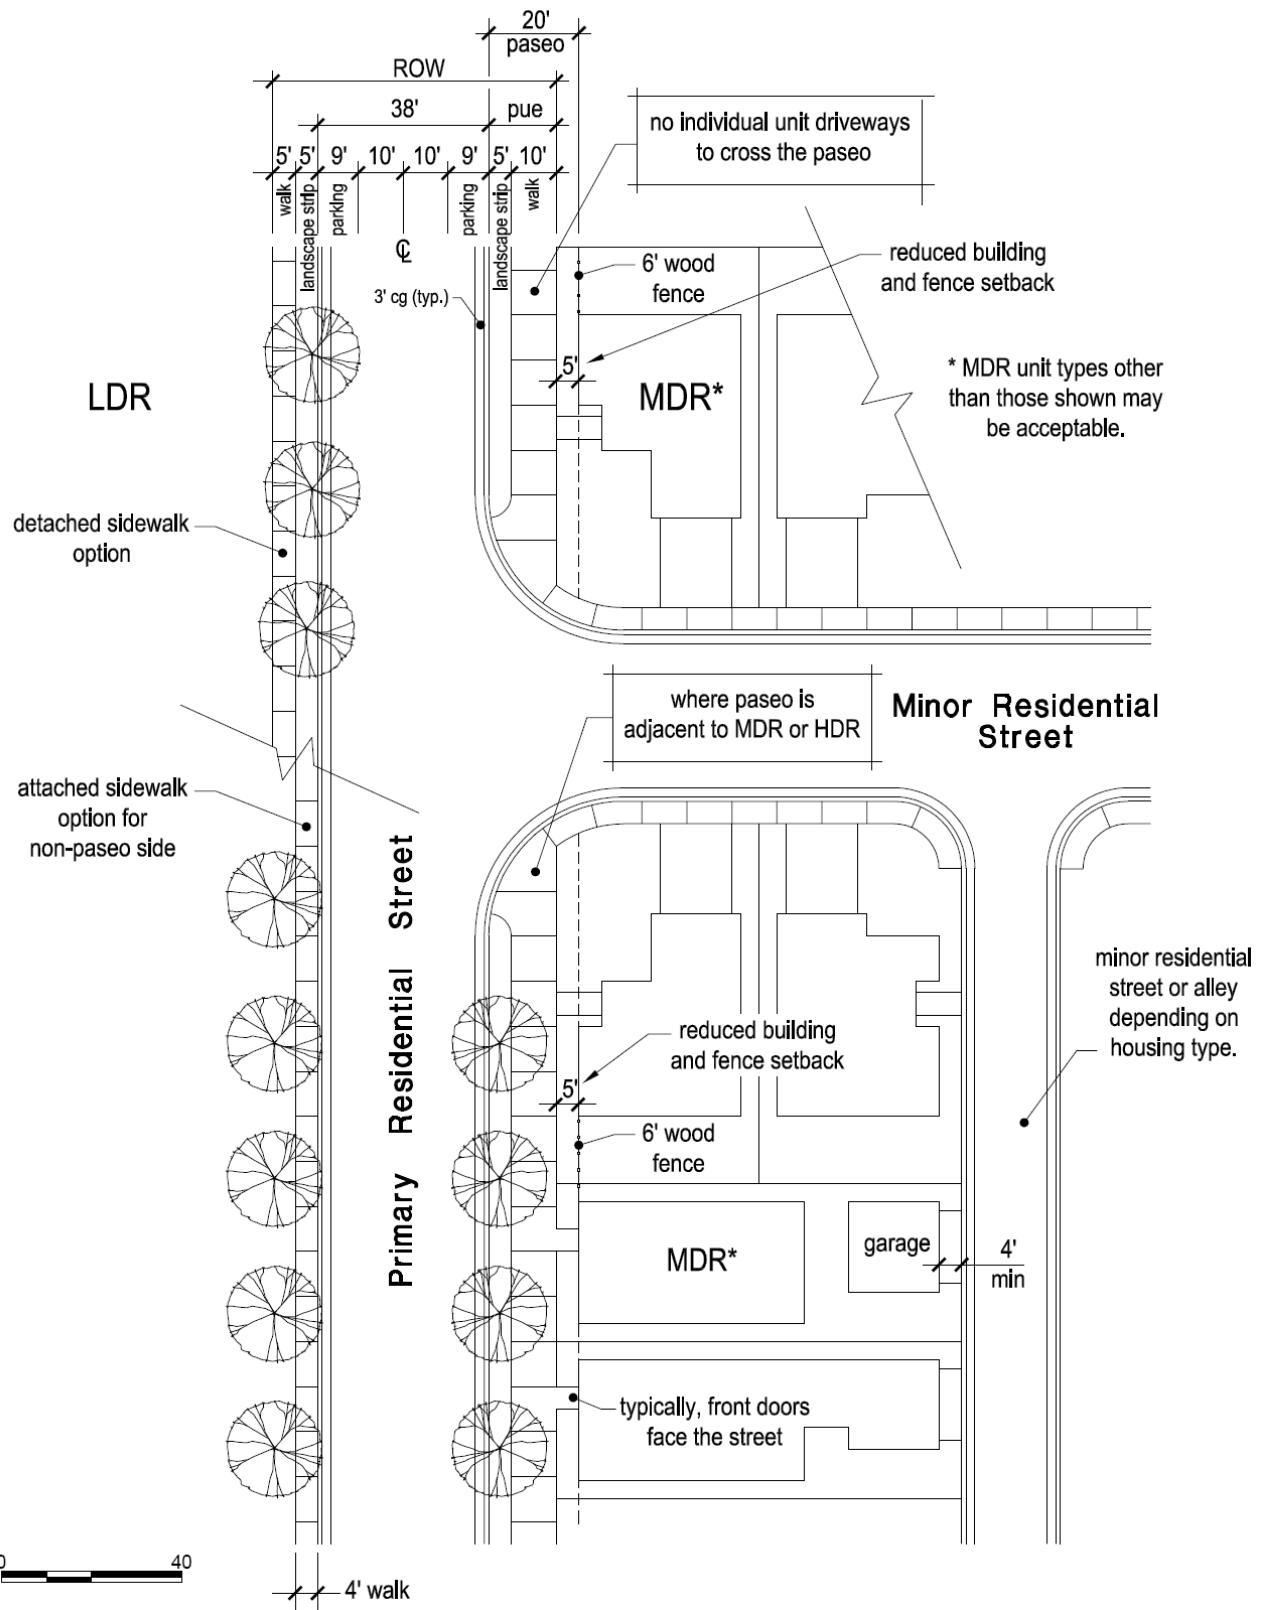 20'
paseo
ROW
38'
pue
5'
5'
9'
10'
10'
9'
5'
10'
walk
landscape strip
parking
℄
parking
landscape strip
walk
no individual unit driveways
to cross the paseo
6' wood
fence
reduced building
and fence setback
3' cg (typ.)
5'
LDR
MDR*
* MDR unit types other
than those shown may
be acceptable.
detached sidewalk
option
where paseo is
adjacent to MDR or HDR
Minor Residential
Street
attached sidewalk
option for
non-paseo side
Primary Residential Street
minor residential
street or alley
depending on
housing type.
reduced building
and fence setback
5'
6' wood
fence
MDR*
garage
4'
min
typically, front doors
face the street
0
40
4' walk